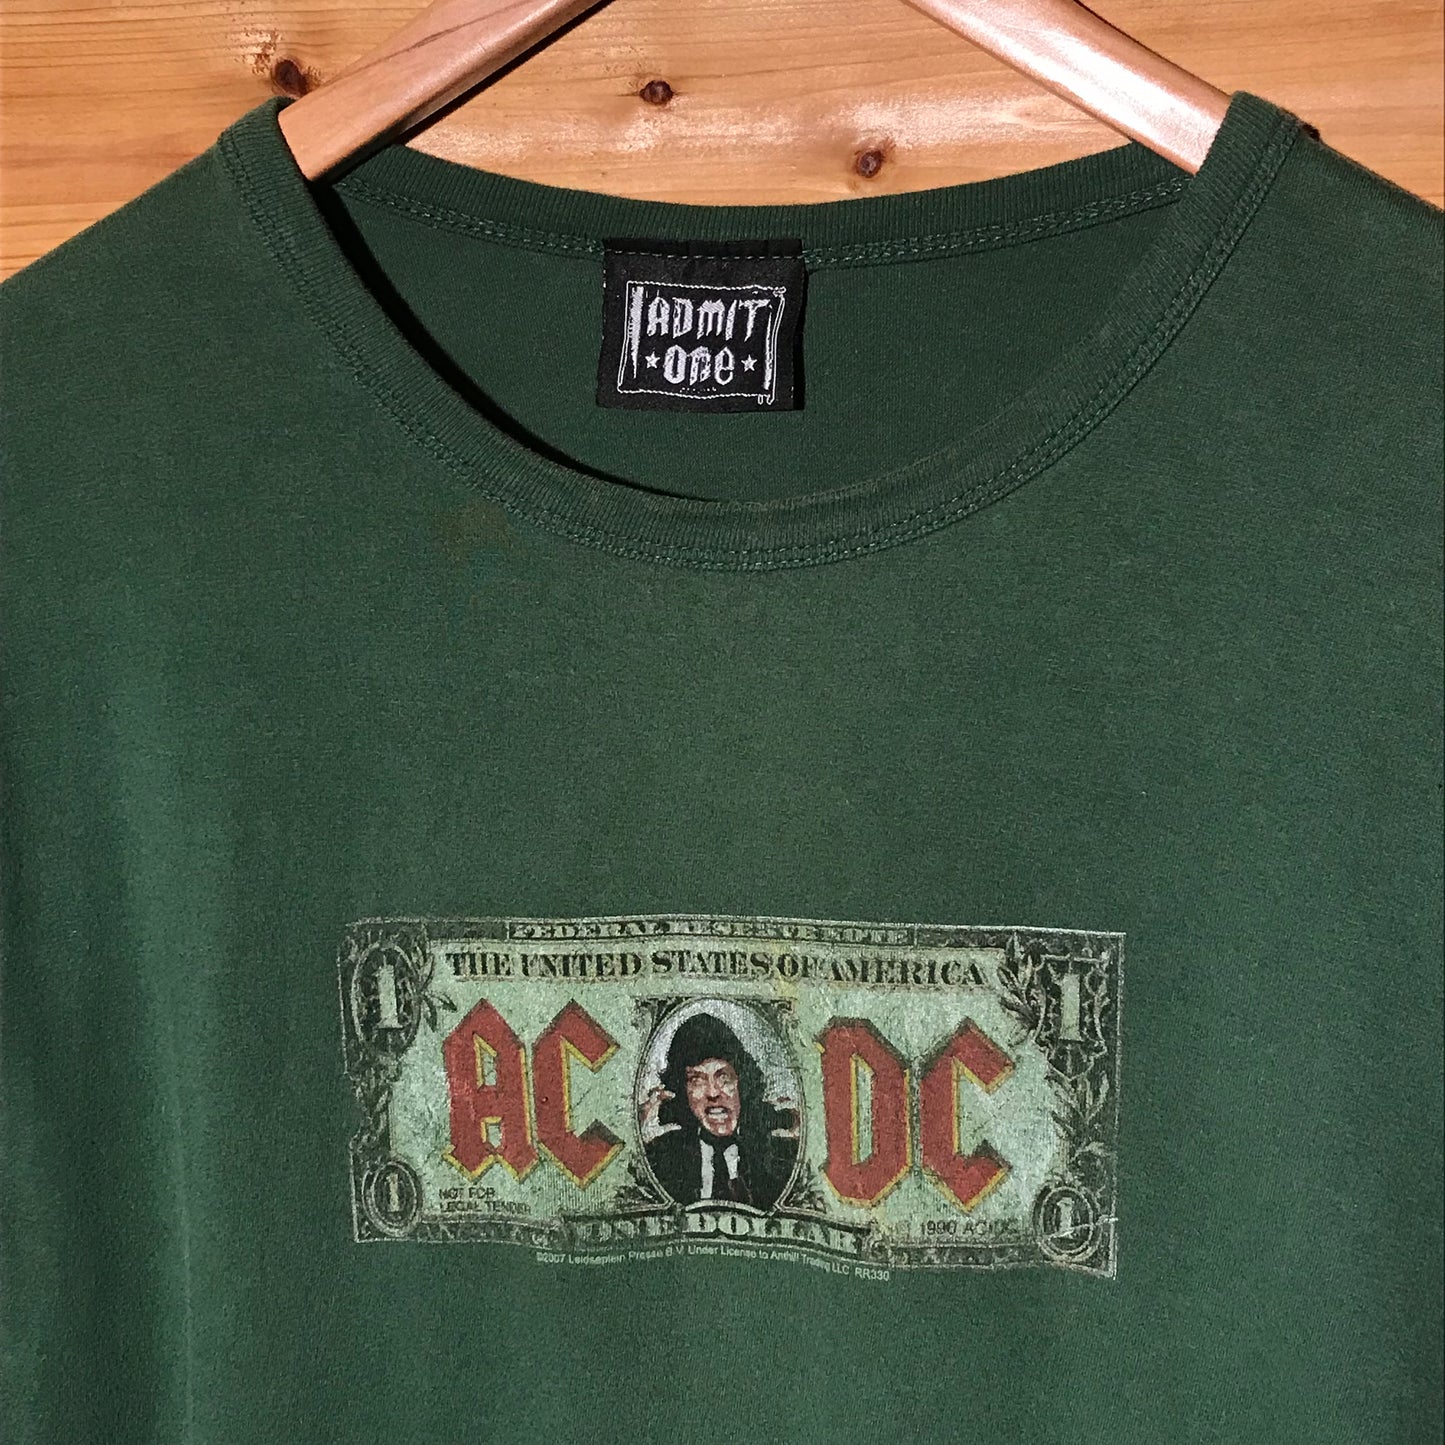 ADMIT
ONE
FEDERAL RESERVE NOTE
THE UNITED STATES OF AMERICA
1 1
AC DC
NOT FOR
LEGAL TENDER
1990 AC/DC
1 1
ONE DOLLAR
©2007 Leidseplein Presse B.V. Under License to Anthill Trading LLC RR330